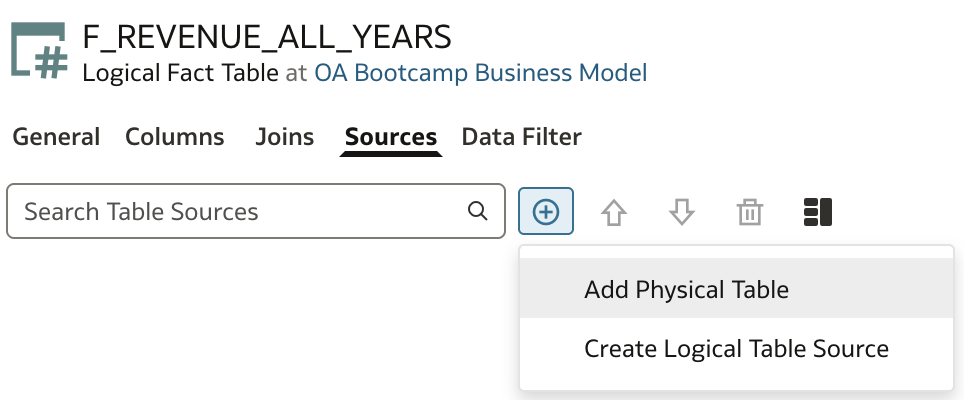 F_REVENUE_ALL_YEARS
Logical Fact Table at OA Bootcamp Business Model
General Columns Joins Sources Data Filter
Search Table Sources
Add Physical Table
Create Logical Table Source